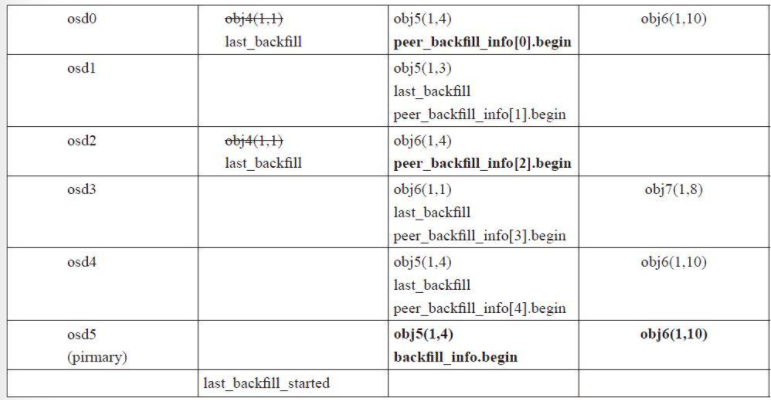 osd0 obj4(1,1) obj5(1,4) obj6(1,10)
last_backfill peer_backfill_info[0].begin
osd1 obj5(1,3)
last_backfill
peer_backfill_info[1].begin
osd2 obj4(1,1) obj6(1,4)
last_backfill peer_backfill_info[2].begin
osd3 obj6(1,1) obj7(1,8)
last_backfill
peer_backfill_info[3].begin
osd4 obj5(1,4) obj6(1,10)
last_backfill
peer_backfill_info[4].begin
osd5 obj5(1,4) obj6(1,10)
(pirmary) backfill_info.begin
last_backfill_started